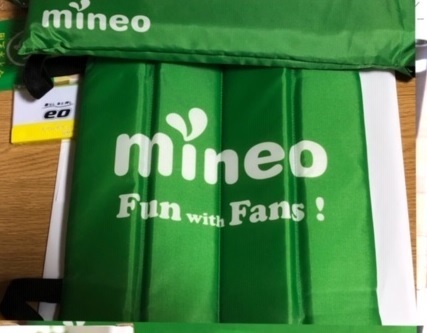 mineo
eo
mineo
Fun with Fans !